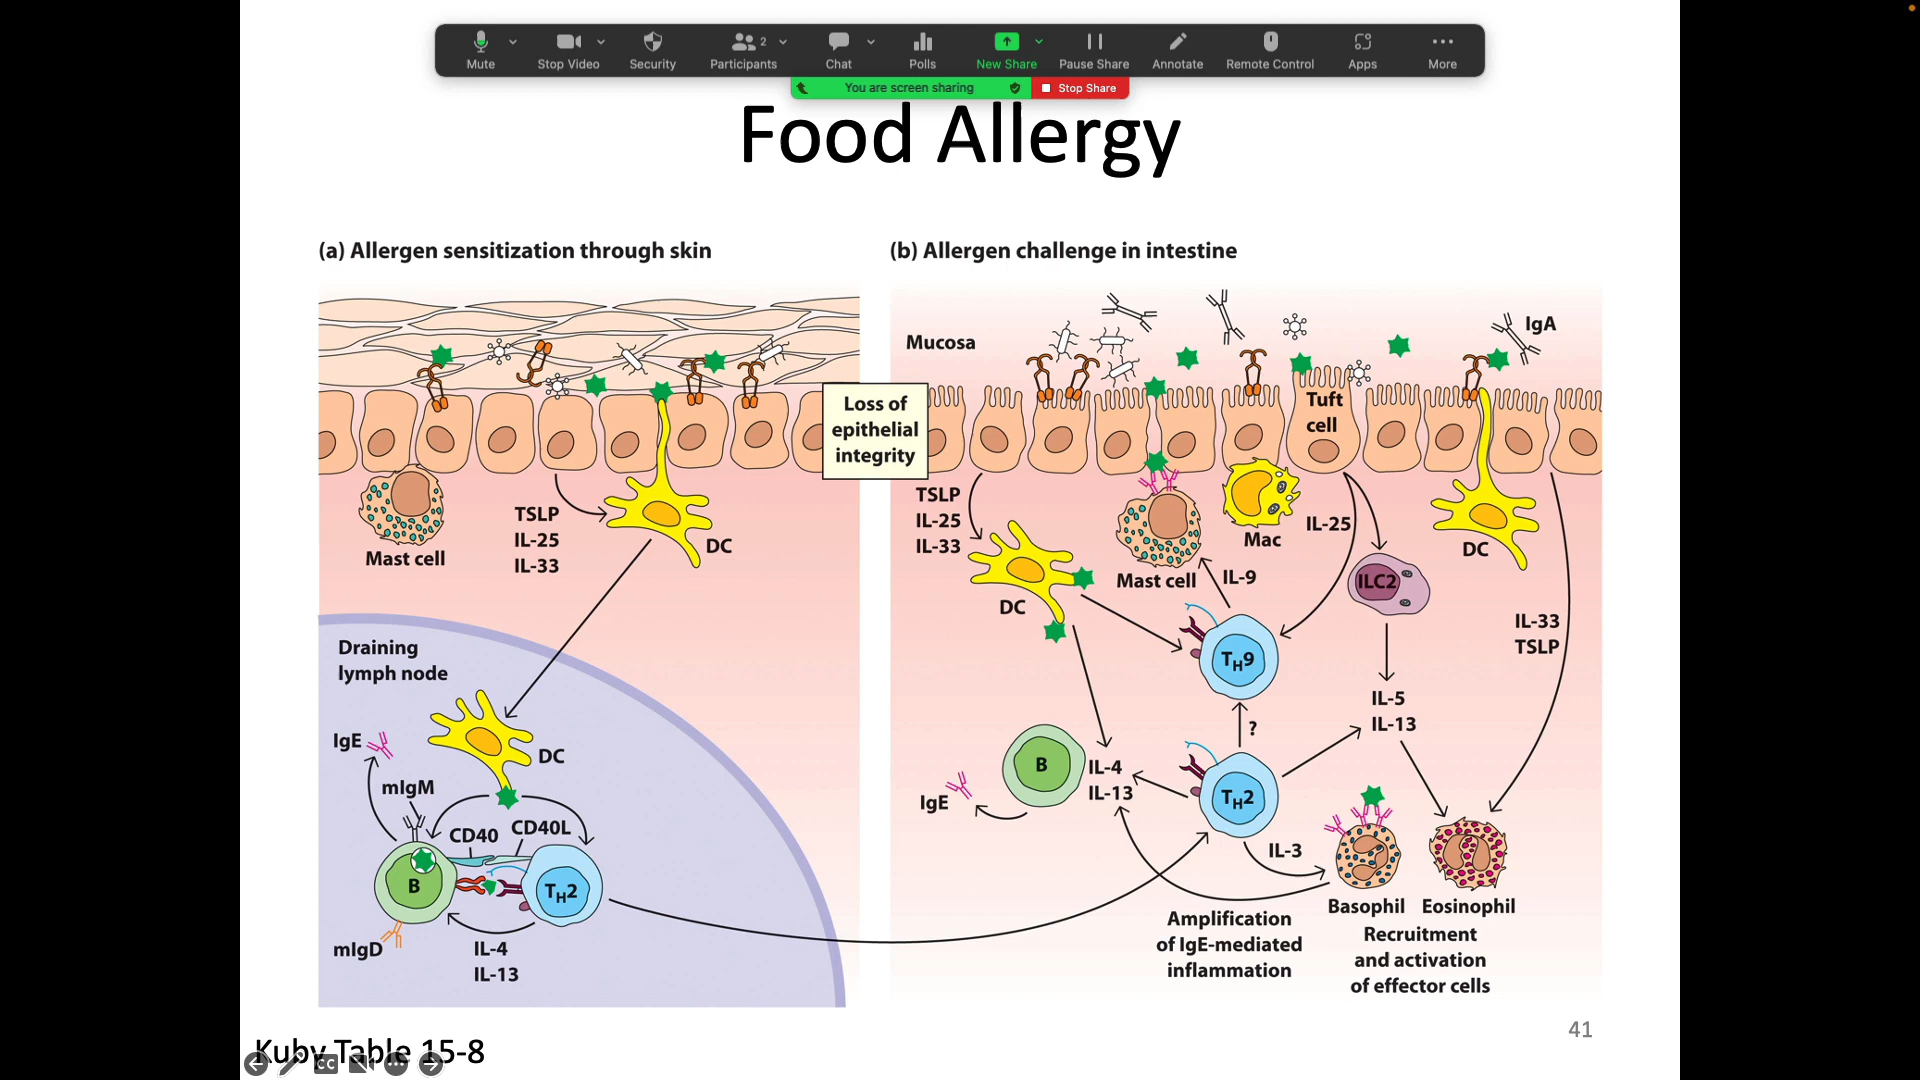 Mute
Stop Video
Security
Participants
2
Chat
Polls
New Share
Pause Share
Annotate
Remote Control
Apps
More
You are screen sharing
Stop Share
Food Allergy
(a) Allergen sensitization through skin
Mast cell
TSLP
IL-25
IL-33
DC
Draining
lymph node
IgE
DC
mIgM
CD40
CD40L
B
TH2
mIgD
IL-4
IL-13
Loss of
epithelial
integrity
(b) Allergen challenge in intestine
Mucosa
IgA
Tuft
cell
TSLP
IL-25
IL-33
DC
Mast cell
Mac
IL-25
IL-9
ILC2
DC
TH9
IL-33
TSLP
IL-5
IL-13
?
B
IL-4
IL-13
IgE
TH2
IL-3
Basophil
Eosinophil
Amplification
of IgE-mediated
inflammation
Recruitment
and activation
of effector cells
41
Kuby Table 15-8
CC